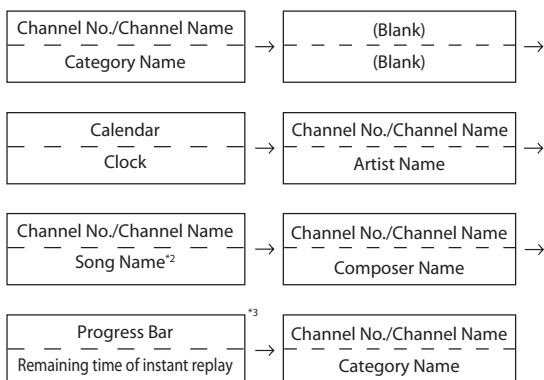 Channel No./Channel Name
Category Name
→
(Blank)
(Blank)
→
Calendar
Clock
→
Channel No./Channel Name
Artist Name
→
Channel No./Channel Name
Song Name*2
→
Channel No./Channel Name
Composer Name
→
Progress Bar
Remaining time of instant replay
*3
→
Channel No./Channel Name
Category Name